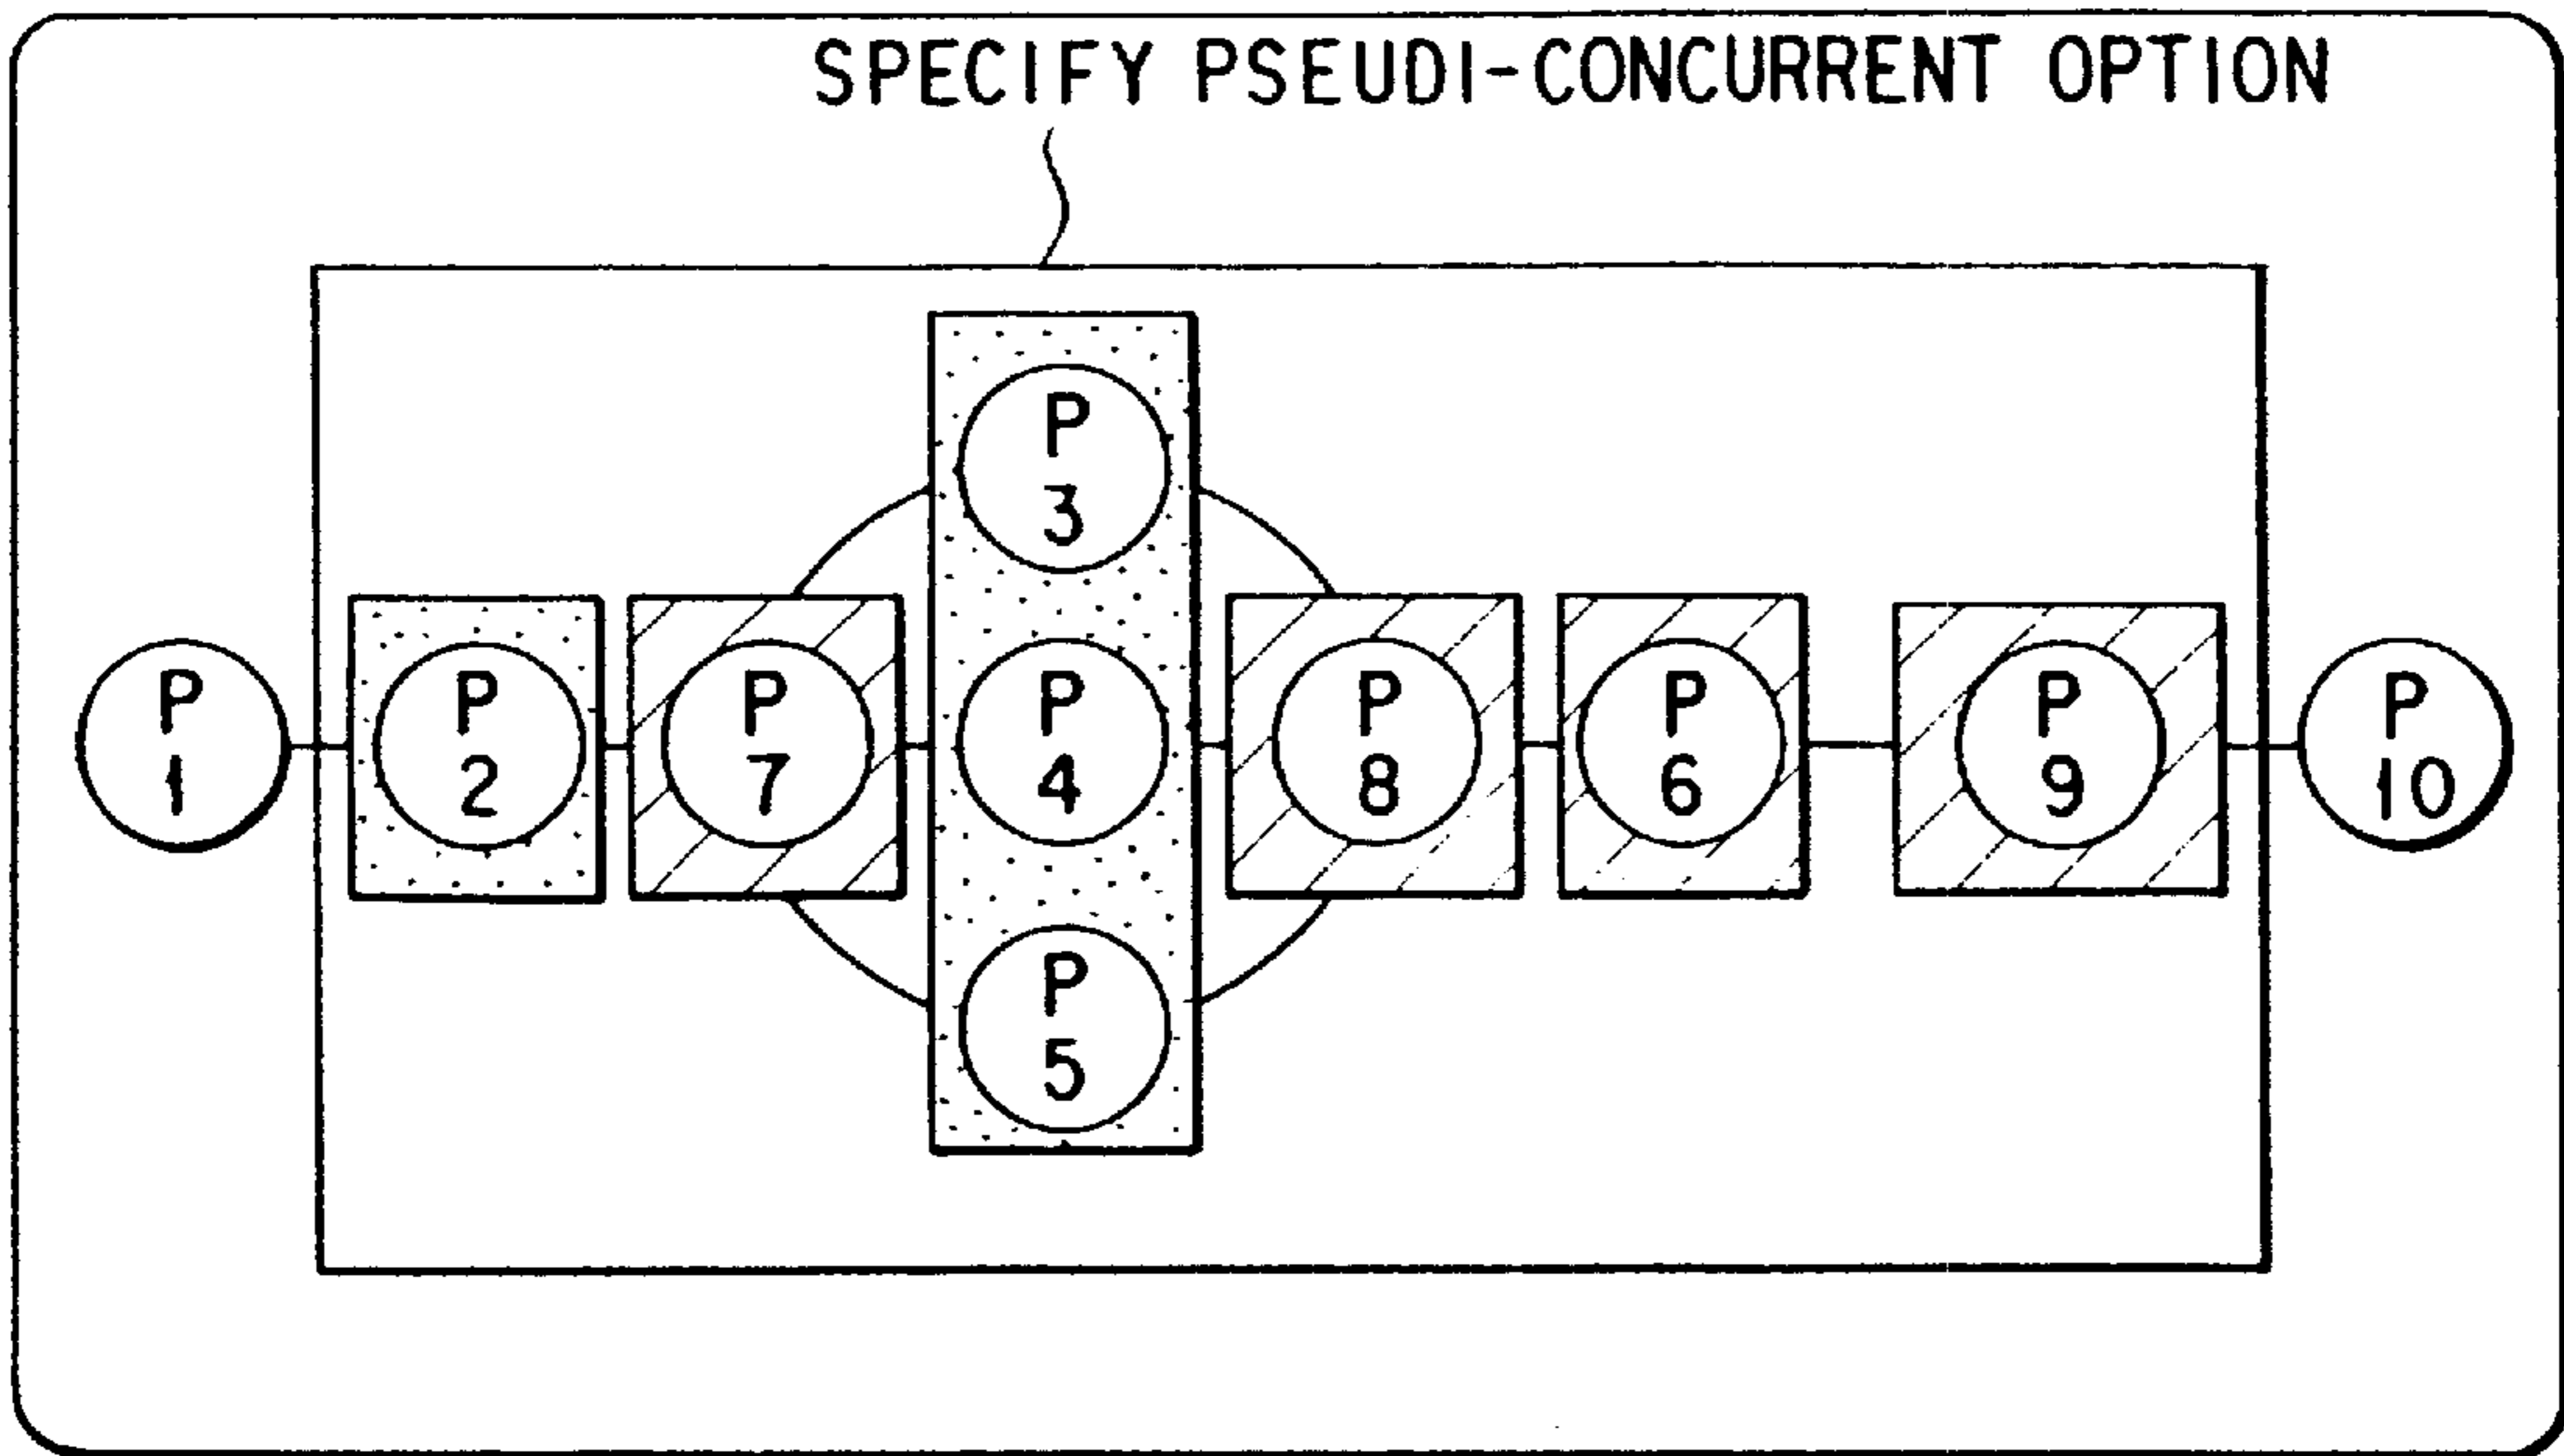 SPECIFY PSEUDI-CONCURRENT OPTION
P 3
P 1
P 2
P 7
P 4
P 8
P 6
P 9
P 10
P 5